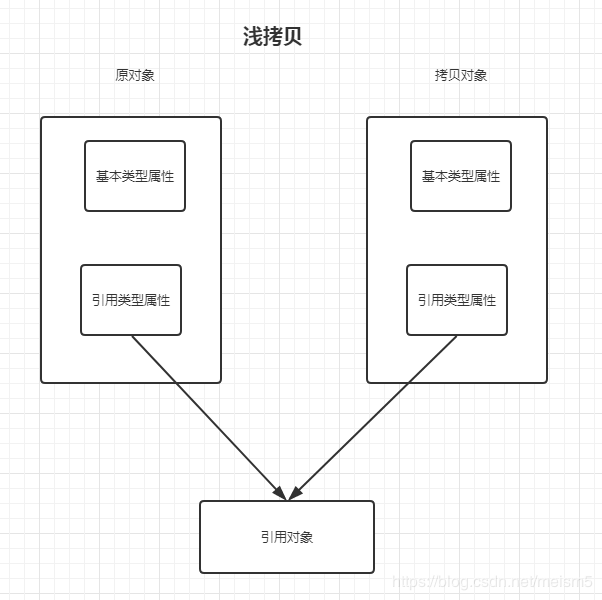 浅拷贝
原对象
拷贝对象
基本类型属性
基本类型属性
引用类型属性
引用类型属性
引用对象
https://blog.csdn.net/meism5